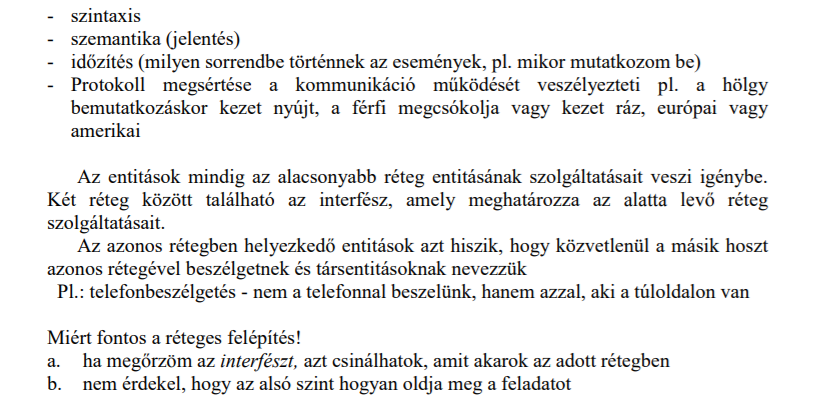 - szintaxis
- szemantika (jelentés)
- időzítés (milyen sorrendbe történnek az események, pl. mikor mutatkozom be)
- Protokoll megsértése a kommunikáció működését veszélyezteti pl. a hölgy
bemutatkozáskor kezet nyújt, a férfi megcsókolja vagy kezet ráz, európai vagy
amerikai
Az entitások mindig az alacsonyabb réteg entitásának szolgáltatásait veszi igénybe.
Két réteg között található az interfész, amely meghatározza az alatta levő réteg
szolgáltatásait.
Az azonos rétegben helyezkedő entitások azt hiszik, hogy közvetlenül a másik hoszt
azonos rétegével beszélgetnek és társentitásoknak nevezzük
Pl.: telefonbeszélgetés - nem a telefonnal beszelünk, hanem azzal, aki a túloldalon van
Miért fontos a réteges felépítés!
a. ha megőrzöm az interfészt, azt csinálhatok, amit akarok az adott rétegben
b. nem érdekel, hogy az alsó szint hogyan oldja meg a feladatot